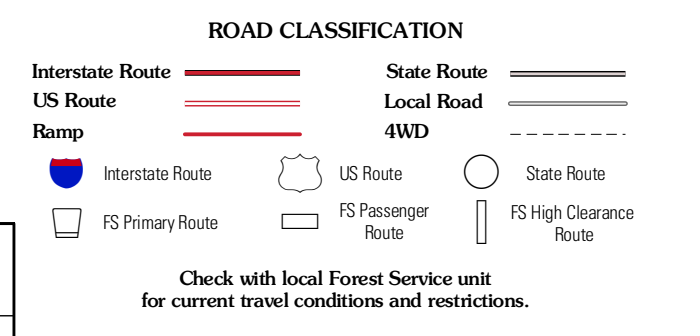 ROAD CLASSIFICATION
Interstate Route
State Route
US Route
Local Road
Ramp
4WD
Interstate Route
US Route
State Route
FS Primary Route
FS Passenger
Route
FS High Clearance
Route
Check with local Forest Service unit
for current travel conditions and restrictions.